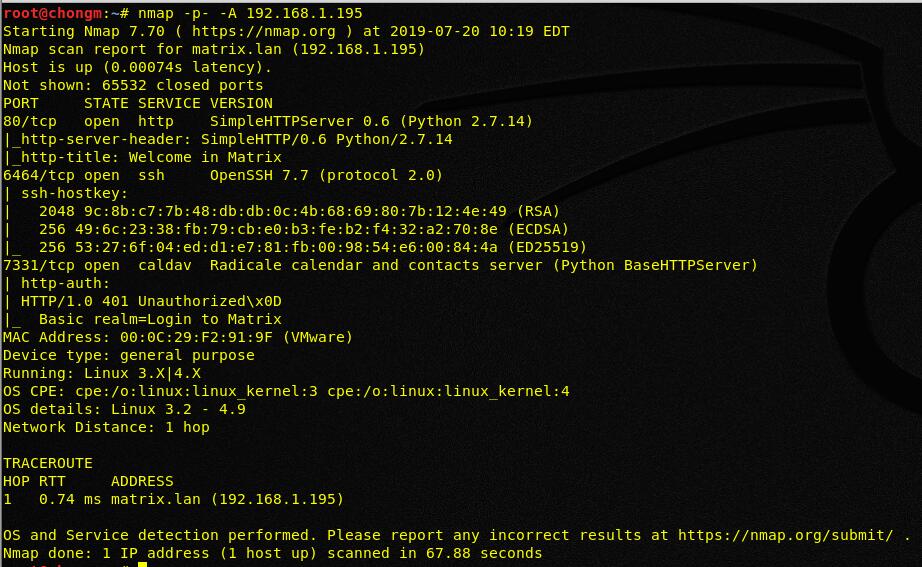 root@chongm:~# nmap -p- -A 192.168.1.195
Starting Nmap 7.70 ( https://nmap.org ) at 2019-07-20 10:19 EDT
Nmap scan report for matrix.lan (192.168.1.195)
Host is up (0.00074s latency).
Not shown: 65532 closed ports
PORT     STATE SERVICE VERSION
80/tcp   open  http    SimpleHTTPServer 0.6 (Python 2.7.14)
|_http-server-header: SimpleHTTP/0.6 Python/2.7.14
|_http-title: Welcome in Matrix
6464/tcp open  ssh     OpenSSH 7.7 (protocol 2.0)
| ssh-hostkey:
|   2048 9c:8b:c7:7b:48:db:db:0c:4b:68:69:80:7b:12:4e:49 (RSA)
|   256 49:6c:23:38:fb:79:cb:e0:b3:fe:b2:f4:32:a2:70:8e (ECDSA)
|_  256 53:27:6f:04:ed:d1:e7:81:fb:00:98:54:e6:00:84:4a (ED25519)
7331/tcp open  caldav  Radicale calendar and contacts server (Python BaseHTTPServer)
| http-auth:
| HTTP/1.0 401 Unauthorized\x0D
|_  Basic realm=Login to Matrix
MAC Address: 00:0C:29:F2:91:9F (VMware)
Device type: general purpose
Running: Linux 3.X|4.X
OS CPE: cpe:/o:linux:linux_kernel:3 cpe:/o:linux:linux_kernel:4
OS details: Linux 3.2 - 4.9
Network Distance: 1 hop

TRACEROUTE
HOP RTT     ADDRESS
1   0.74 ms matrix.lan (192.168.1.195)

OS and Service detection performed. Please report any incorrect results at https://nmap.org/submit/ .
Nmap done: 1 IP address (1 host up) scanned in 67.88 seconds